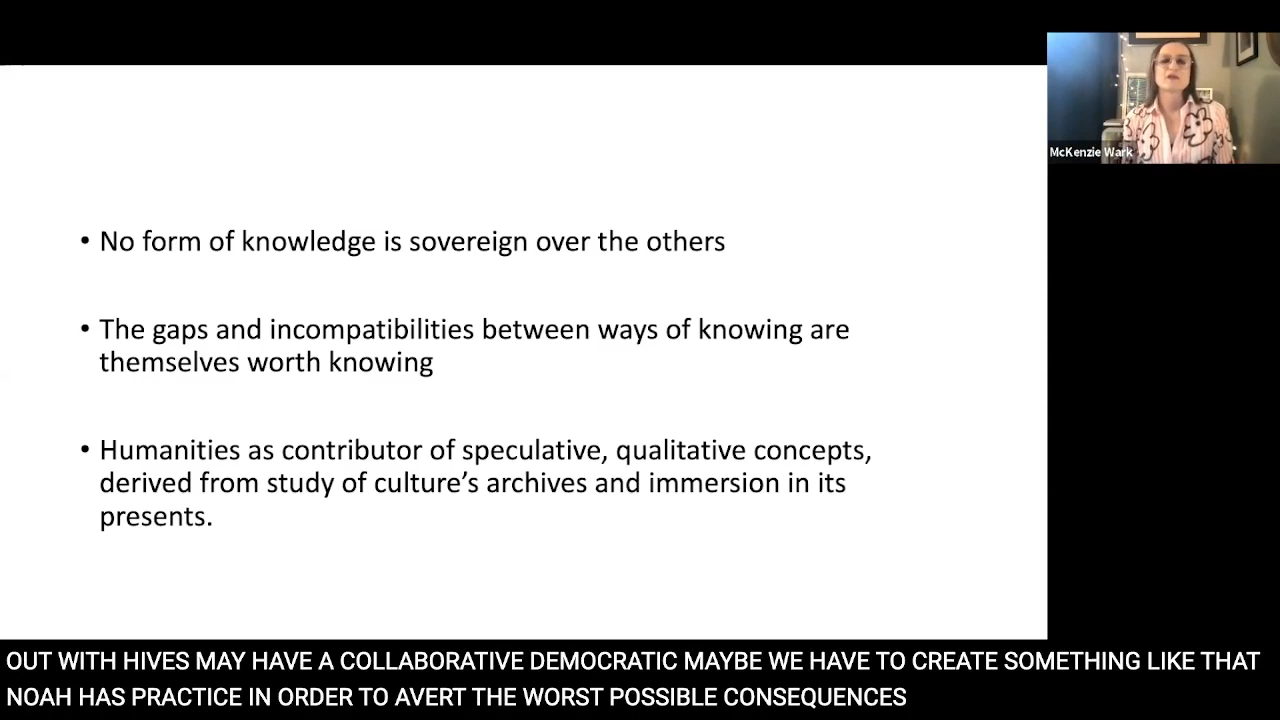 McKenzie Wark
• No form of knowledge is sovereign over the others
• The gaps and incompatibilities between ways of knowing are
themselves worth knowing
• Humanities as contributor of speculative, qualitative concepts,
derived from study of culture’s archives and immersion in its
presents.
OUT WITH HIVES MAY HAVE A COLLABORATIVE DEMOCRATIC MAYBE WE HAVE TO CREATE SOMETHING LIKE THAT
NOAH HAS PRACTICE IN ORDER TO AVERT THE WORST POSSIBLE CONSEQUENCES